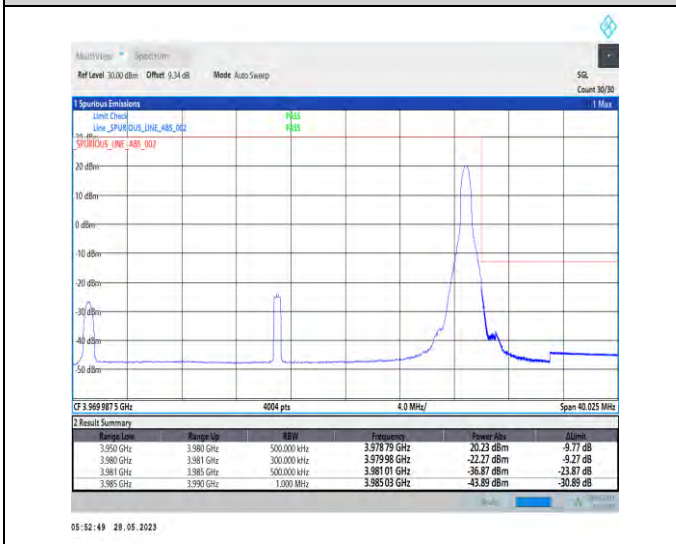 MultiView Spectrum
Ref Level 30.00 dBm Offset 9.34 dB Mode Auto Sweep SGL
Count 30/30
1 Spurious Emissions 1 Max
Limit Check PASS
Line _SPURIOUS_LINE_ABS_002 PASS
_SPURIOUS_LINE_ABS_002
20 dBm
10 dBm
0 dBm
-10 dBm
-20 dBm
-30 dBm
-40 dBm
-50 dBm
CF 3.969 987 5 GHz 4004 pts 4.0 MHz/ Span 40.025 MHz
2 Result Summary
Range Low Range Up RBW Frequency Power Abs ΔLimit
3.950 GHz 3.980 GHz 500.000 kHz 3.978 79 GHz 20.23 dBm -9.77 dB
3.980 GHz 3.981 GHz 300.000 kHz 3.979 98 GHz -22.27 dBm -9.27 dB
3.981 GHz 3.985 GHz 500.000 kHz 3.981 01 GHz -36.87 dBm -23.87 dB
3.985 GHz 3.990 GHz 1.000 MHz 3.985 03 GHz -43.89 dBm -30.89 dB
05:52:49 28.05.2023